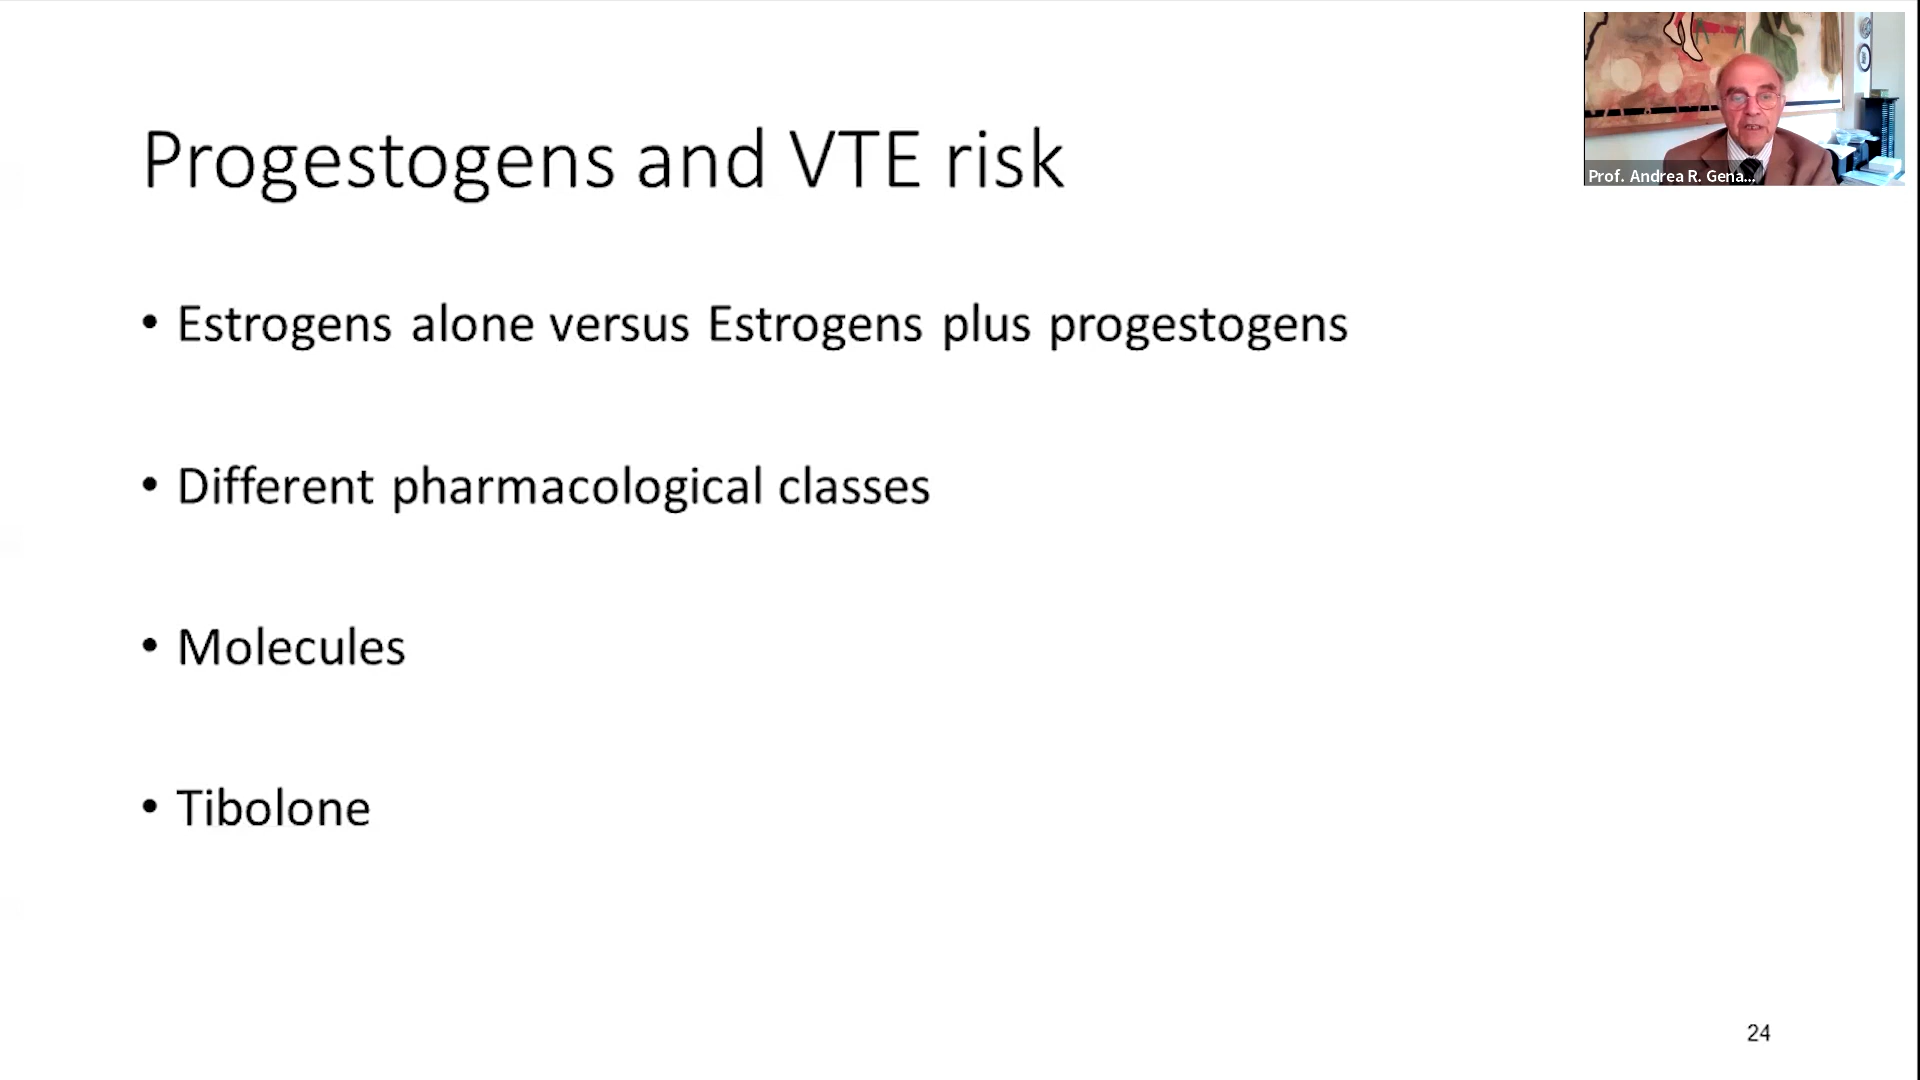 Prof. Andrea R. Gena...
Progestogens and VTE risk
• Estrogens alone versus Estrogens plus progestogens
• Different pharmacological classes
• Molecules
• Tibolone
24